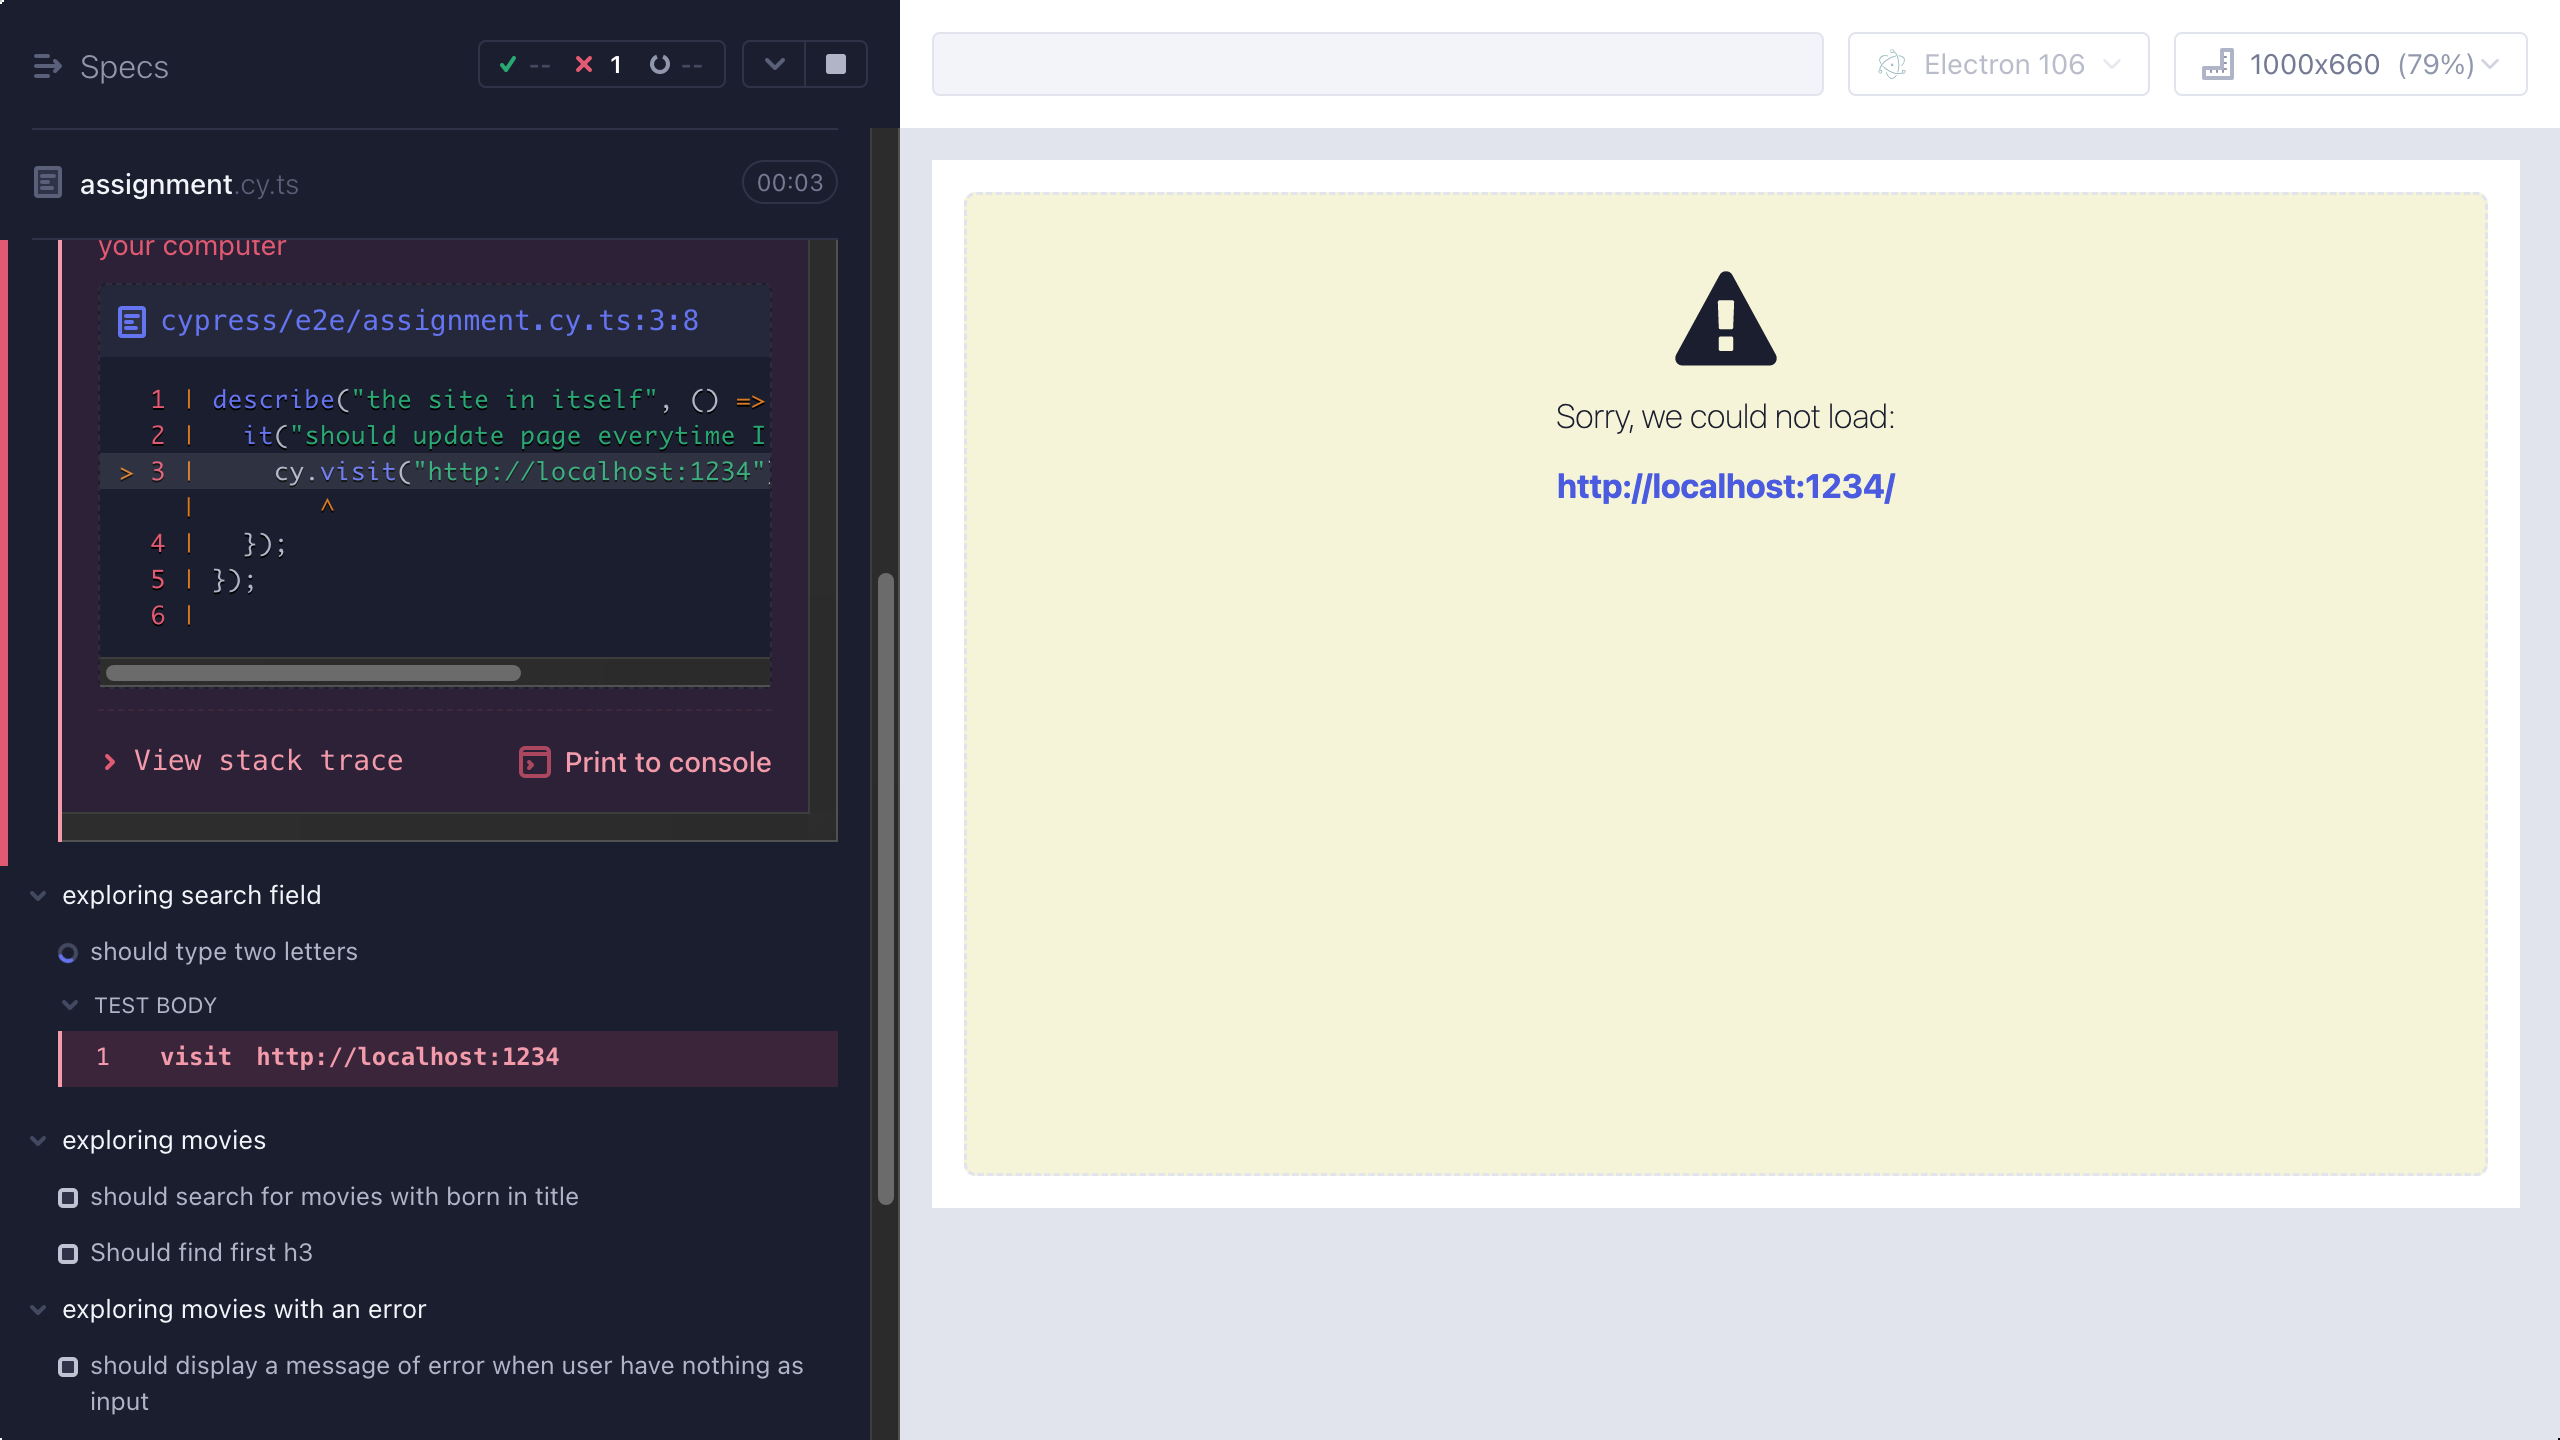 Specs
-- 1 --
assignment.cy.ts 00:03
your computer
cypress/e2e/assignment.cy.ts:3:8
1 | describe("the site in itself", () =>
2 |   it("should update page everytime I
> 3 |     cy.visit("http://localhost:1234")
|        ^
4 |   });
5 | });
6 |
View stack trace
Print to console
exploring search field
should type two letters
TEST BODY
1 visit http://localhost:1234
exploring movies
should search for movies with born in title
Should find first h3
exploring movies with an error
should display a message of error when user have nothing as
input
Electron 106
1000x660 (79%)
Sorry, we could not load:
http://localhost:1234/